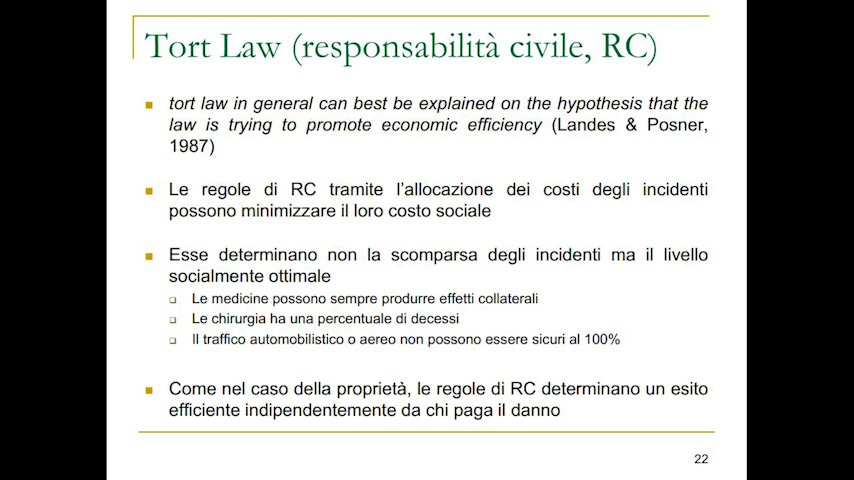 22
Tort Law (responsabilità civile, RC)
tort law in general can best be explained on the hypothesis that the
law is trying to promote economic efficiency (Landes & Posner,
1987)
Le regole di RC tramite l'allocazione dei costi degli incidenti
possono minimizzare il loro costo sociale
Esse determinano non la scomparsa degli incidenti ma il livello
socialmente ottimale
Le medicine possono sempre produrre effetti collaterali
Le chirurgia ha una percentuale di decessi
Il traffico automobilistico o aereo non possono essere sicuri al 100%
Come nel caso della proprietà, le regole di RC determinano un esito
efficiente indipendentemente da chi paga il danno
22